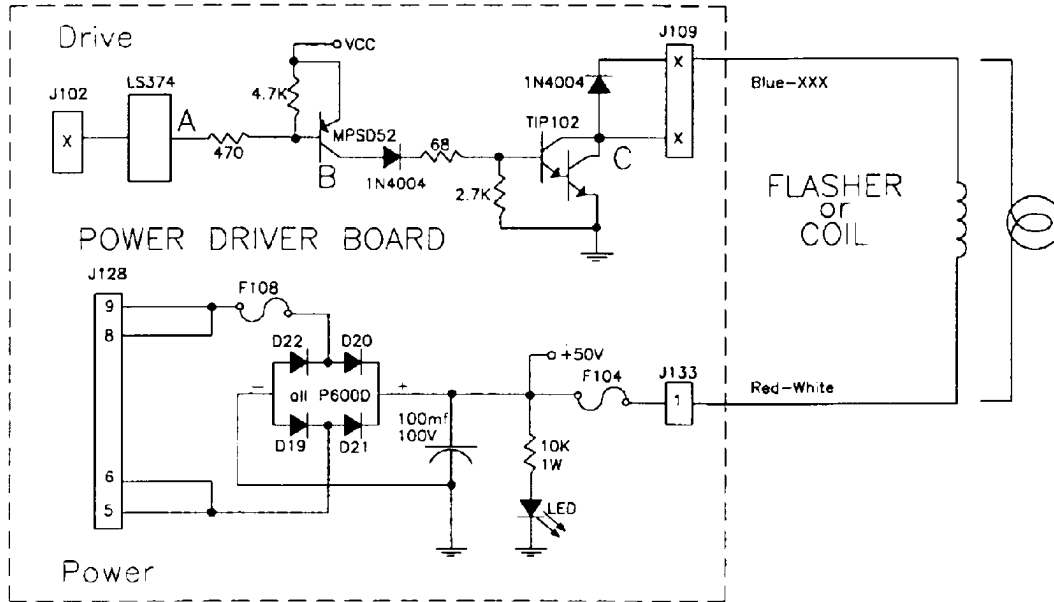 Drive
VCC
J109
J102
LS374
4.7K
1N4004
X
Blue-XXX
A
MPSD52
TIP102
X
470
68
X
B
1N4004
2.7K
C
FLASHER
or
COIL
POWER DRIVER BOARD
J128
F108
9
8
D22
D20
+50V
F104
J133
-
all P600D
+
1
Red-White
100mf
100V
D19
D21
10K
1W
6
5
LED
Power